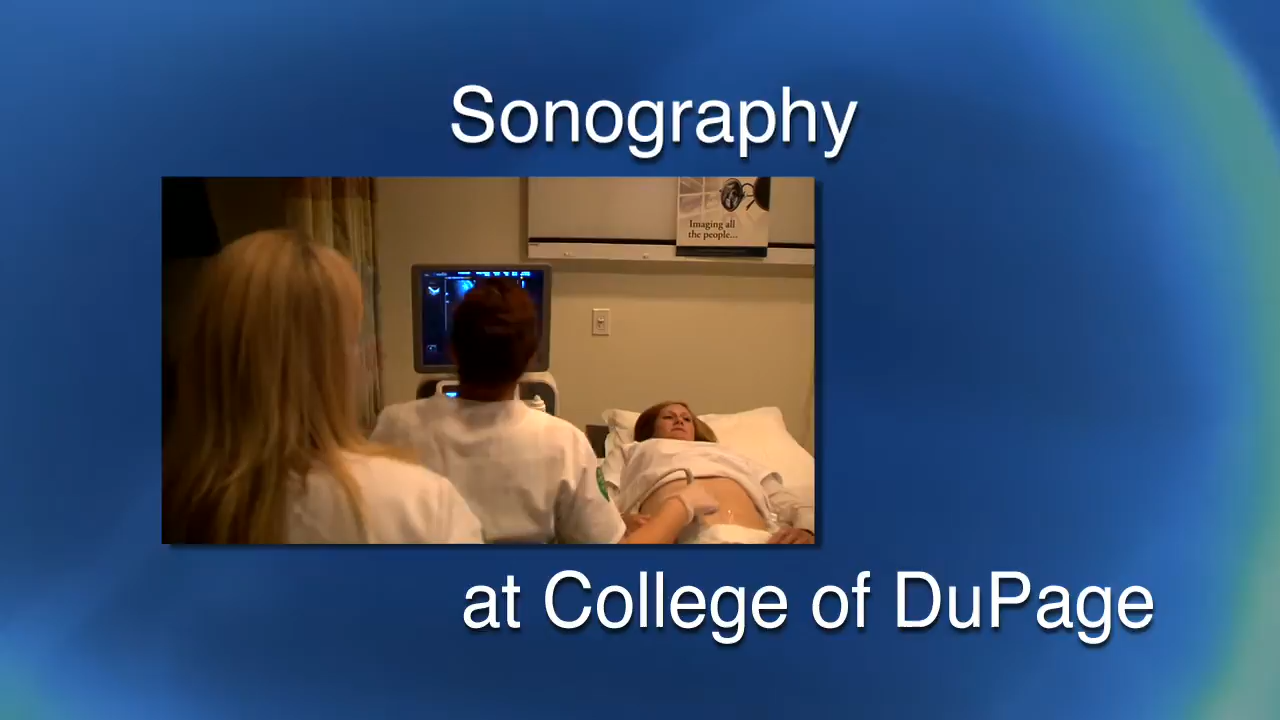 Sonography
Imaging all
the people...
at College of DuPage